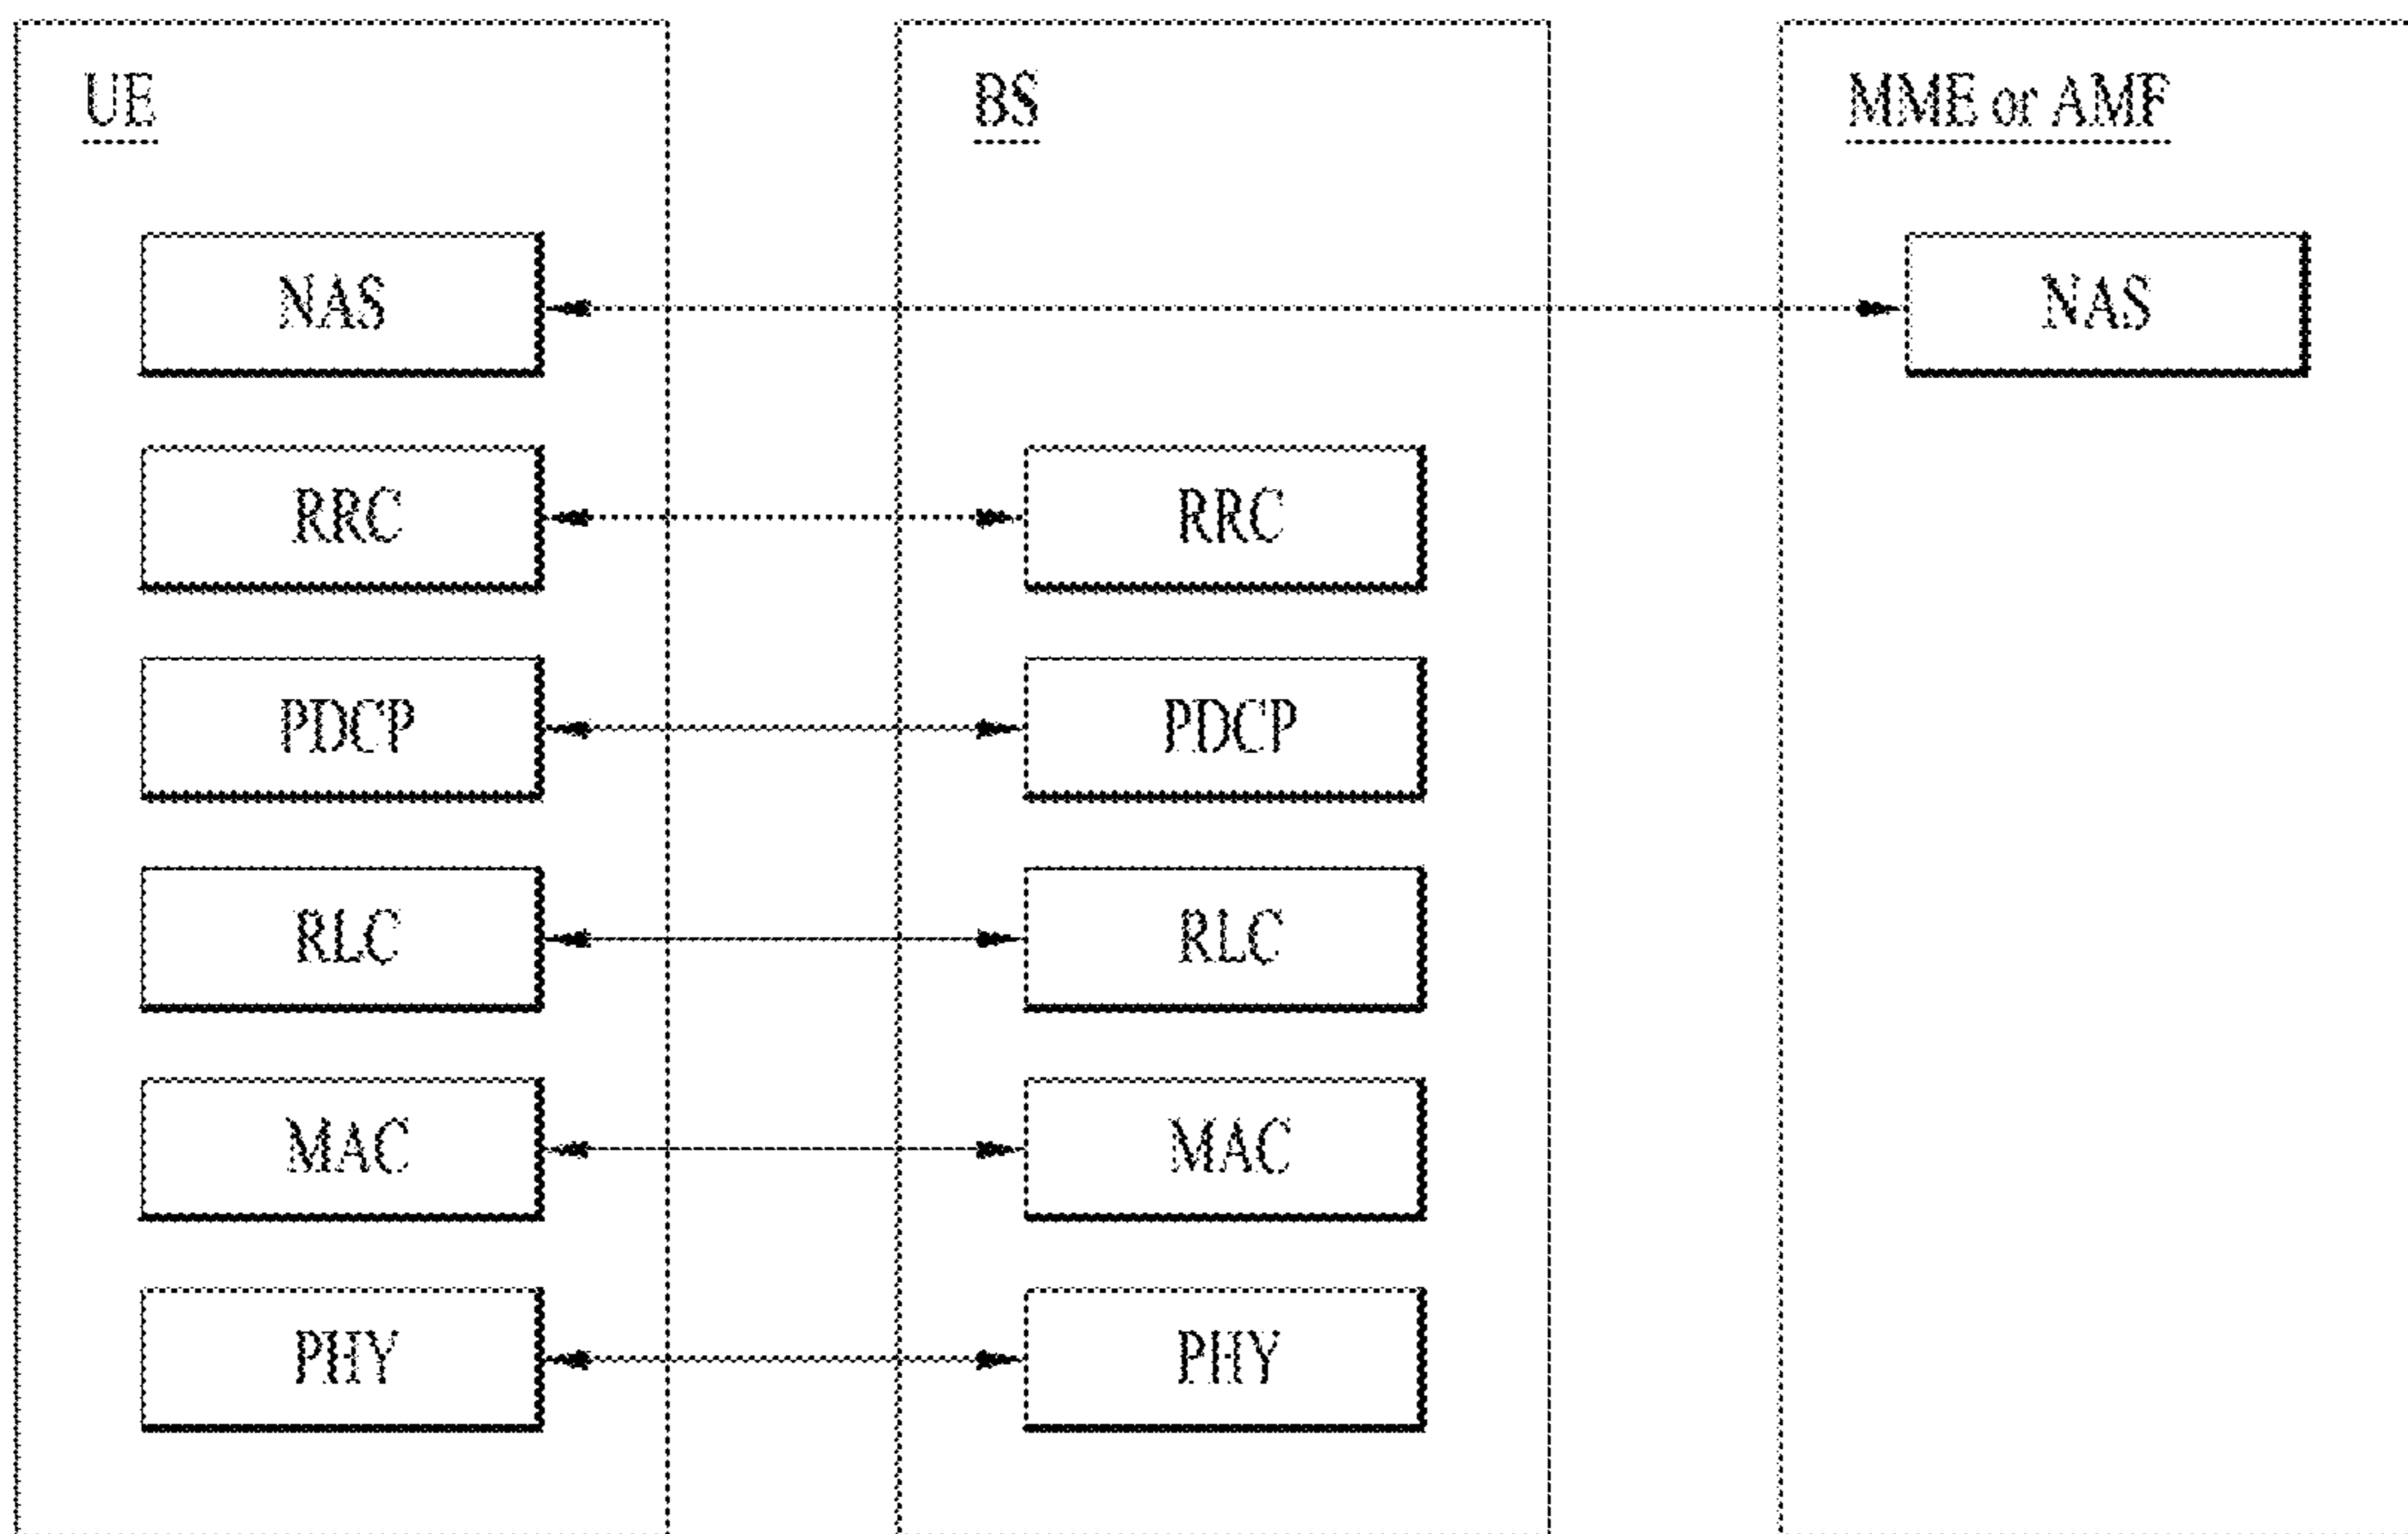 UE BS MME or AMF
NAS NAS
RRC RRC
PDCP PDCP
RLC RLC
MAC MAC
PHY PHY